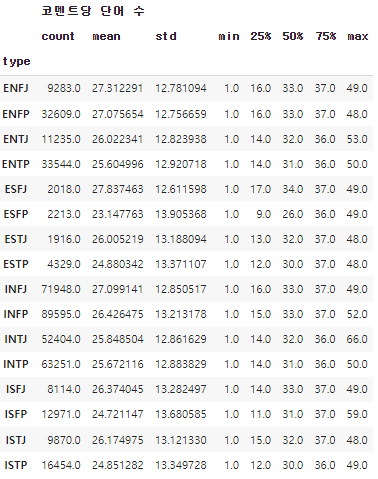 코멘트당 단어 수
count mean std min 25% 50% 75% max
type
ENFJ 9283.0 27.312291 12.781094 1.0 16.0 33.0 37.0 49.0
ENFP 32609.0 27.075654 12.756659 1.0 16.0 33.0 37.0 48.0
ENTJ 11235.0 26.022341 12.823938 1.0 14.0 32.0 36.0 53.0
ENTP 33544.0 25.604996 12.920718 1.0 14.0 31.0 36.0 50.0
ESFJ 2018.0 27.837463 12.611598 1.0 17.0 34.0 37.0 49.0
ESFP 2213.0 23.147763 13.905368 1.0 9.0 26.0 36.0 49.0
ESTJ 1916.0 26.005219 13.188094 1.0 13.0 32.0 37.0 48.0
ESTP 4329.0 24.880342 13.371107 1.0 12.0 30.0 37.0 48.0
INFJ 71948.0 27.099141 12.850517 1.0 16.0 33.0 37.0 49.0
INFP 89595.0 26.426475 13.213178 1.0 15.0 33.0 37.0 52.0
INTJ 52404.0 25.848504 12.861629 1.0 14.0 32.0 36.0 66.0
INTP 63251.0 25.672116 12.883829 1.0 14.0 31.0 36.0 50.0
ISFJ 8114.0 26.374045 13.282497 1.0 14.0 33.0 37.0 49.0
ISFP 12971.0 24.721147 13.680585 1.0 11.0 31.0 37.0 59.0
ISTJ 9870.0 26.174975 13.121330 1.0 15.0 32.0 37.0 48.0
ISTP 16454.0 24.851282 13.349728 1.0 12.0 30.0 36.0 49.0